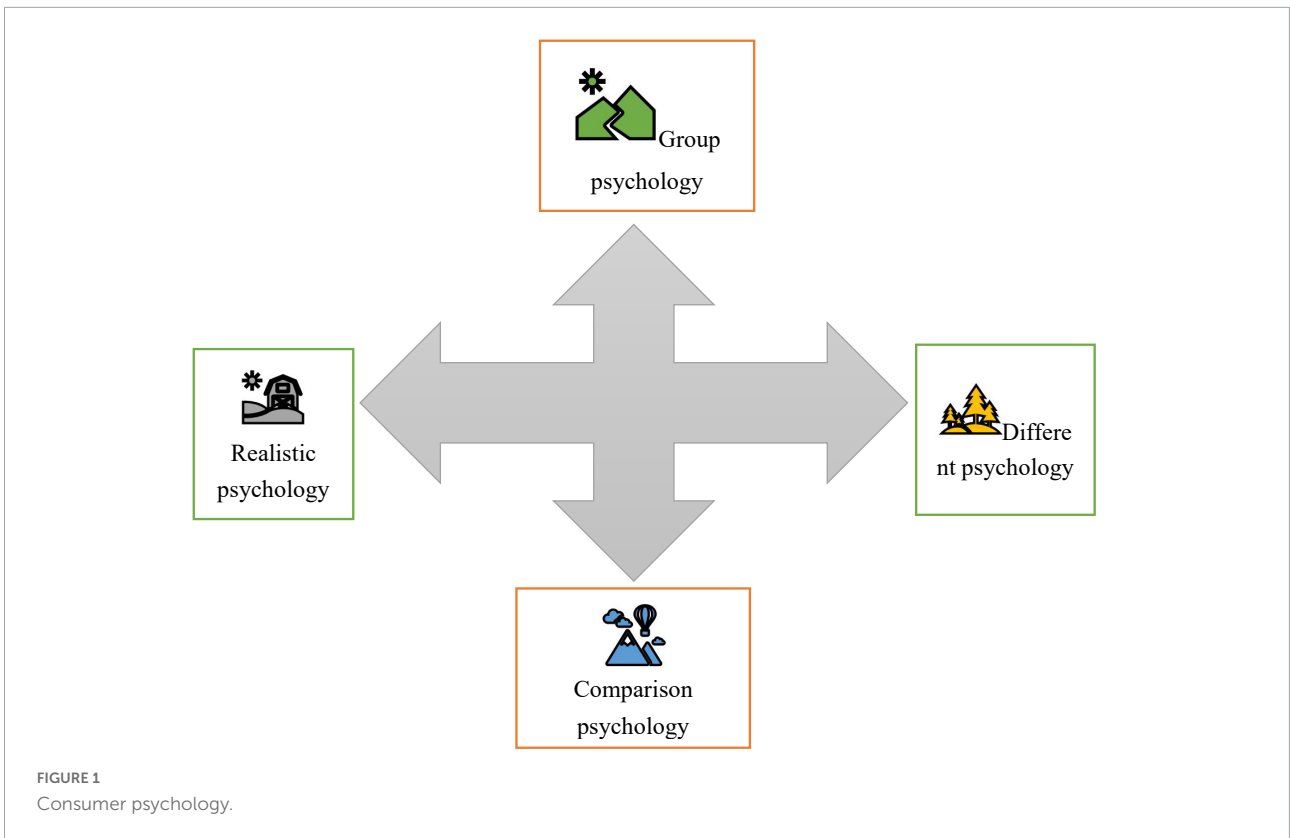 Group
psychology
Realistic
psychology
Differe
nt psychology
Comparison
psychology
FIGURE 1
Consumer psychology.